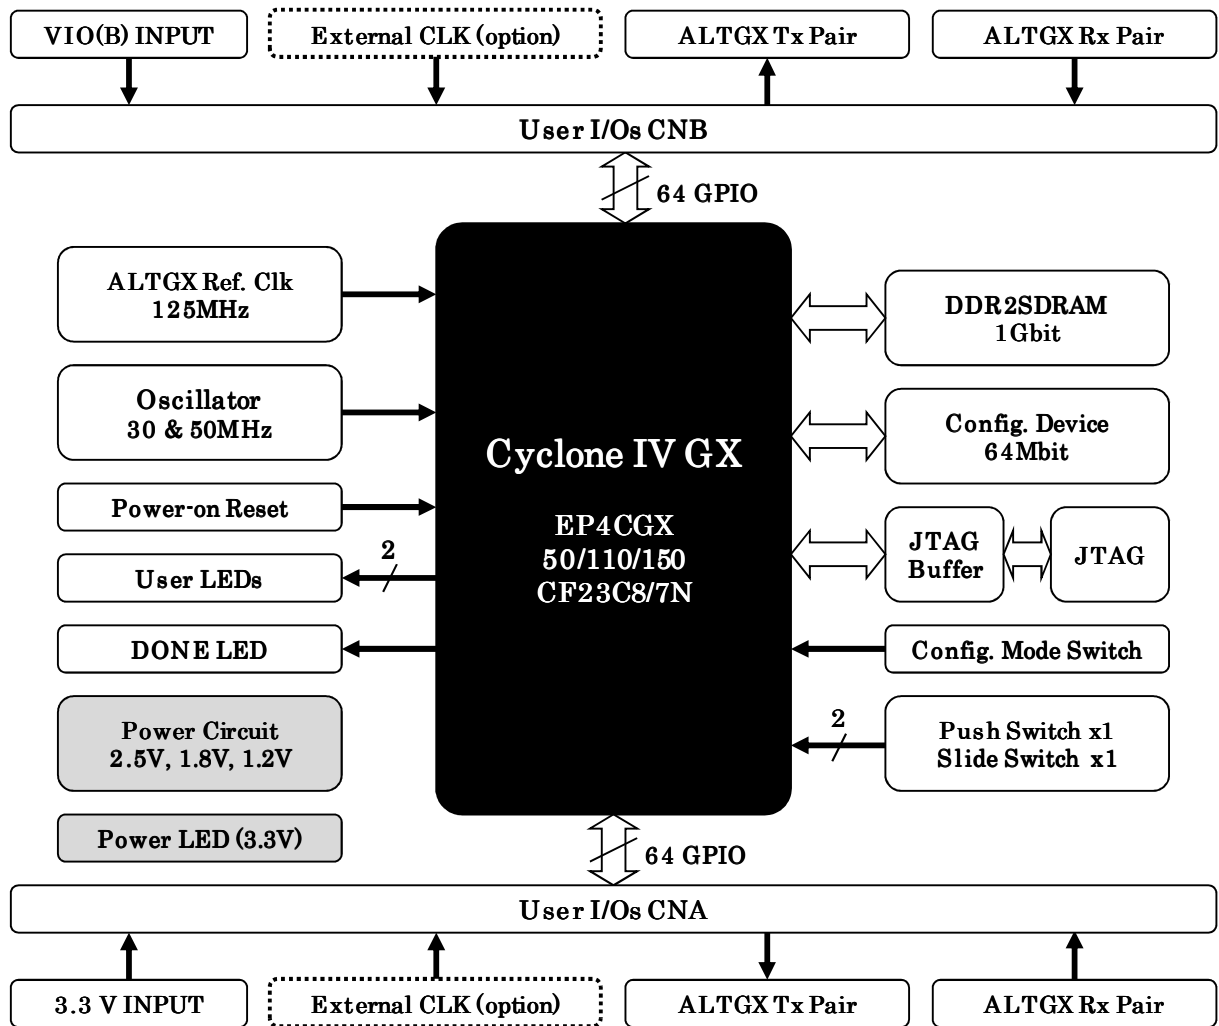 VIO(B) INPUT
External CLK (option)
ALTGX Tx Pair
ALTGX Rx Pair
User I/Os CNB
64 GPIO
ALTGX Ref. Clk
125MHz
Oscillator
30 & 50MHz
Power-on Reset
2
User LEDs
DONE LED
Power Circuit
2.5V, 1.8V, 1.2V
Power LED (3.3V)
Cyclone IV GX
EP4CGX
50/110/150
CF23C8/7N
DDR2SDRAM
1Gbit
Config. Device
64Mbit
JTAG
Buffer
JTAG
Config. Mode Switch
2
Push Switch x1
Slide Switch x1
64 GPIO
User I/Os CNA
3.3 V INPUT
External CLK (option)
ALTGX Tx Pair
ALTGX Rx Pair